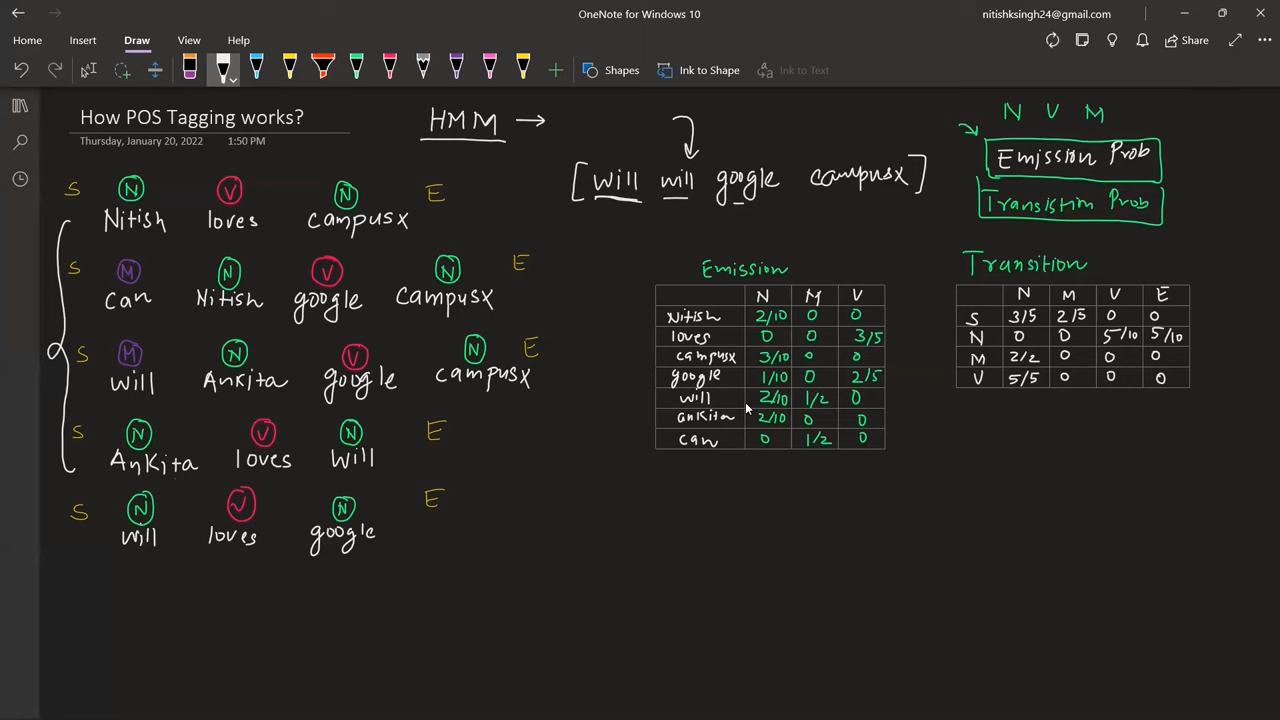 OneNote for Windows 10
nitishksingh24@gmail.com
Home Insert Draw View Help
Share
Shapes Ink to Shape Ink to Text
How POS Tagging works?
Thursday, January 20, 2022 1:50 PM
HMM →
[will will google campusx]
N V M
Emission Prob
Transistion Prob
S N V N E
Nitish loves campusx
S M N V N E
can Nitish google campusx
S M N V N E
will Ankita google campusx
S N V N E
Ankita loves will
S N V N E
will loves google
Emission
N M V
Nitish 2/10 0 0
loves 0 0 3/5
campusx 3/10 0 0
google 1/10 0 2/5
will 2/10 1/2 0
ankita 2/10 0 0
can 0 1/2 0
Transition
N M V E
S 3/5 2/5 0 0
N 0 0 5/10 5/10
M 2/2 0 0 0
V 5/5 0 0 0